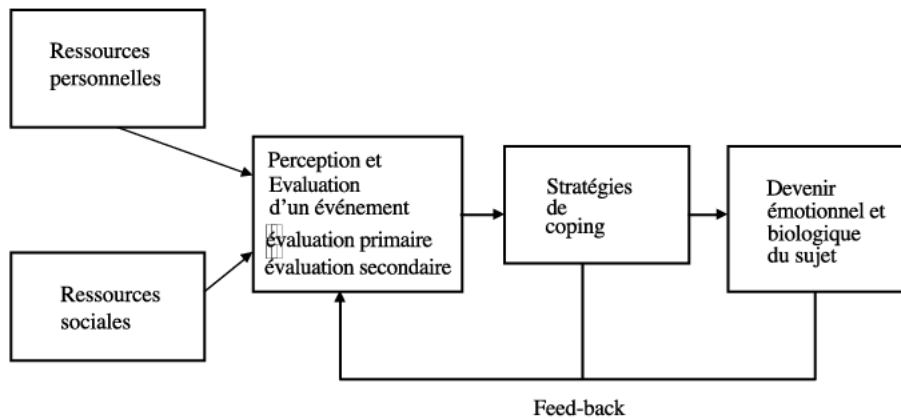 Ressources
personnelles
Perception et
Evaluation
d'un événement
évaluation primaire
évaluation secondaire
Stratégies
de
coping
Devenir
émotionnel et
biologique
du sujet
Ressources
sociales
Feed-back